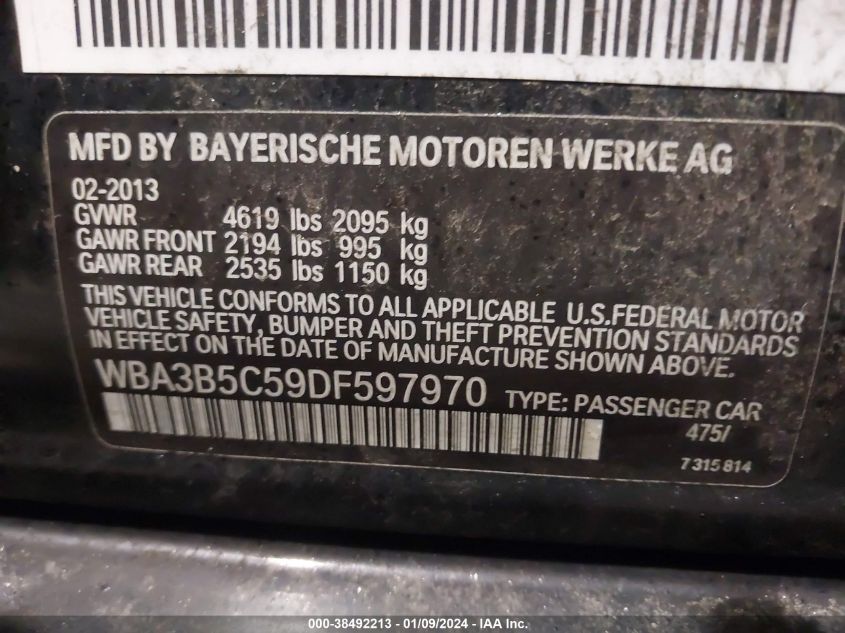 MFD BY BAYERISCHE MOTOREN WERKE AG
02-2013
GVWR 4619 lbs 2095 kg
GAWR FRONT 2194 lbs 995 kg
GAWR REAR 2535 lbs 1150 kg
THIS VEHICLE CONFORMS TO ALL APPLICABLE U.S.FEDERAL MOTOR
VEHICLE SAFETY, BUMPER AND THEFT PREVENTION STANDARDS
IN EFFECT ON THE DATE OF MANUFACTURE SHOWN ABOVE.
WBA3B5C59DF597970 TYPE: PASSENGER CAR
475/
7315814
000-38492213 - 01/09/2024 - IAA Inc.